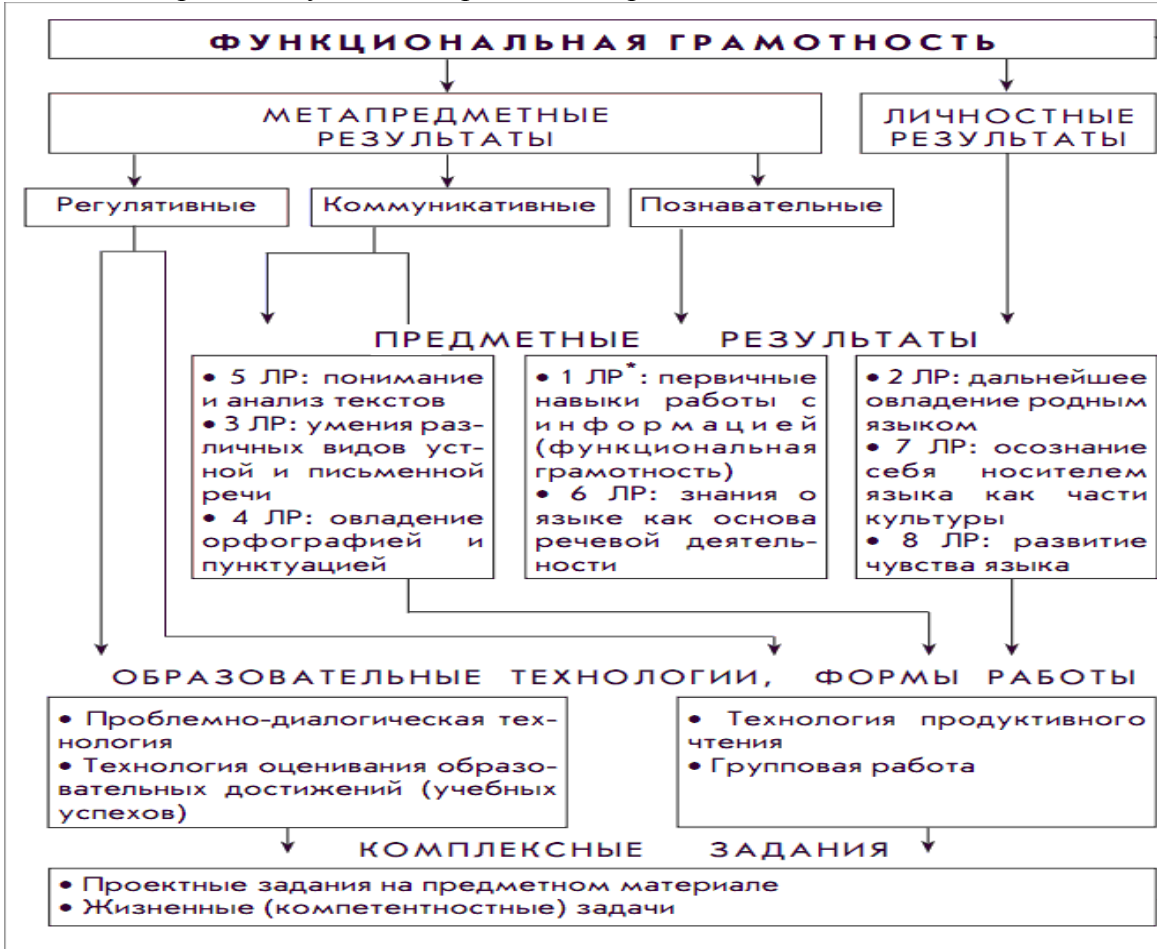 ФУНКЦИОНАЛЬНАЯ ГРАМОТНОСТЬ
МЕТАПРЕДМЕТНЫЕ
РЕЗУЛЬТАТЫ
ЛИЧНОСТНЫЕ
РЕЗУЛЬТАТЫ
Регулятивные
Коммуникативные
Познавательные
ПРЕДМЕТНЫЕ РЕЗУЛЬТАТЫ
• 5 ЛР: понимание
и анализ текстов
• 3 ЛР: умения раз-
личных видов уст-
ной и письменной
речи
• 4 ЛР: овладение
орфографией и
пунктуацией
• 1 ЛР*: первичные
навыки работы с
информацией
(функциональная
грамотность)
• 6 ЛР: знания о
языке как основа
речевой деятель-
ности
• 2 ЛР: дальнейшее
овладение родным
языком
• 7 ЛР: осознание
себя носителем
языка как части
культуры
• 8 ЛР: развитие
чувства языка
ОБРАЗОВАТЕЛЬНЫЕ ТЕХНОЛОГИИ, ФОРМЫ РАБОТЫ
• Проблемно-диалогическая тех-
нология
• Технология оценивания образо-
вательных достижений (учебных
успехов)
• Технология продуктивного
чтения
• Групповая работа
КОМПЛЕКСНЫЕ ЗАДАНИЯ
• Проектные задания на предметном материале
• Жизненные (компетентностные) задачи